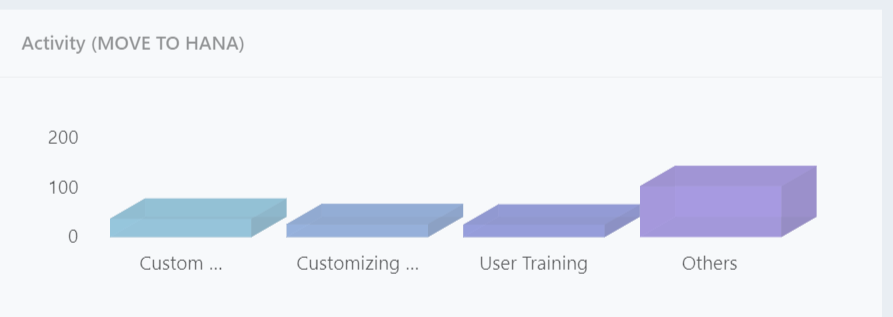 Activity (MOVE TO HANA)
200
100
0
Custom ...
Customizing ...
User Training
Others